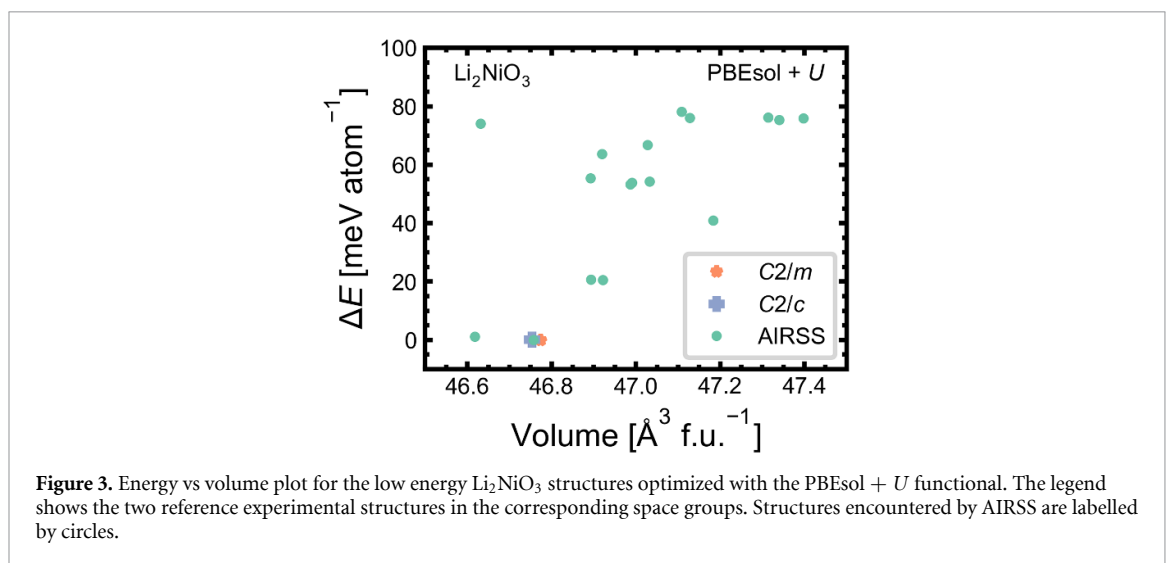 100
80
60
40
20
0
ΔE [meV atom⁻¹]
Li₂NiO₃
PBEsol + U
C2/m
C2/c
AIRSS
46.6 46.8 47.0 47.2 47.4
Volume [Å³ f.u.⁻¹]
Figure 3. Energy vs volume plot for the low energy Li₂NiO₃ structures optimized with the PBEsol + U functional. The legend
shows the two reference experimental structures in the corresponding space groups. Structures encountered by AIRSS are labelled
by circles.